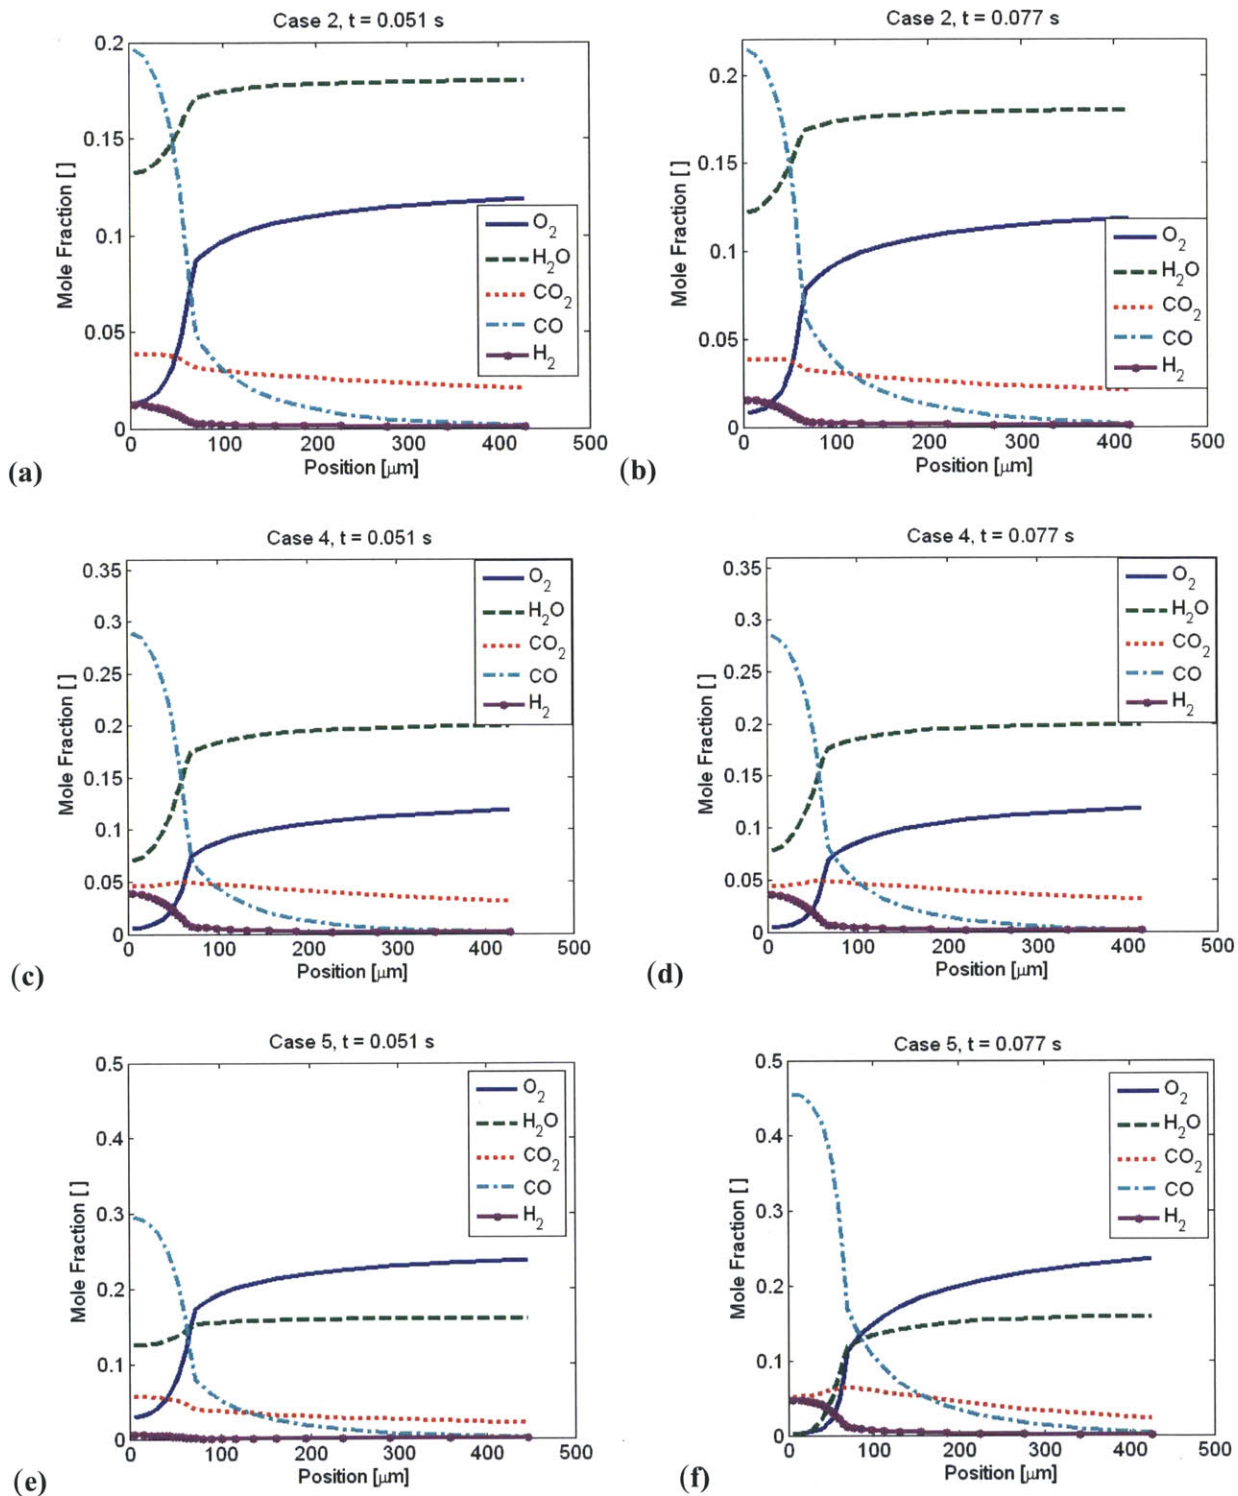 Case 2, t = 0.051 s
0.2
0.15
0.1
0.05
0
Mole Fraction [ ]
O2
H2O
CO2
CO
H2
0 100 200 300 400 500
Position [μm]
(a)
Case 2, t = 0.077 s
0.2
0.15
0.1
0.05
0
Mole Fraction [ ]
O2
H2O
CO2
CO
H2
0 100 200 300 400 500
Position [μm]
(b)
Case 4, t = 0.051 s
0.35
0.3
0.25
0.2
0.15
0.1
0.05
0
Mole Fraction [ ]
O2
H2O
CO2
CO
H2
0 100 200 300 400 500
Position [μm]
(c)
Case 4, t = 0.077 s
0.35
0.3
0.25
0.2
0.15
0.1
0.05
0
Mole Fraction [ ]
O2
H2O
CO2
CO
H2
0 100 200 300 400 500
Position [μm]
(d)
Case 5, t = 0.051 s
0.5
0.4
0.3
0.2
0.1
0
Mole Fraction [ ]
O2
H2O
CO2
CO
H2
0 100 200 300 400 500
Position [μm]
(e)
Case 5, t = 0.077 s
0.5
0.4
0.3
0.2
0.1
0
Mole Fraction [ ]
O2
H2O
CO2
CO
H2
0 100 200 300 400 500
Position [μm]
(f)